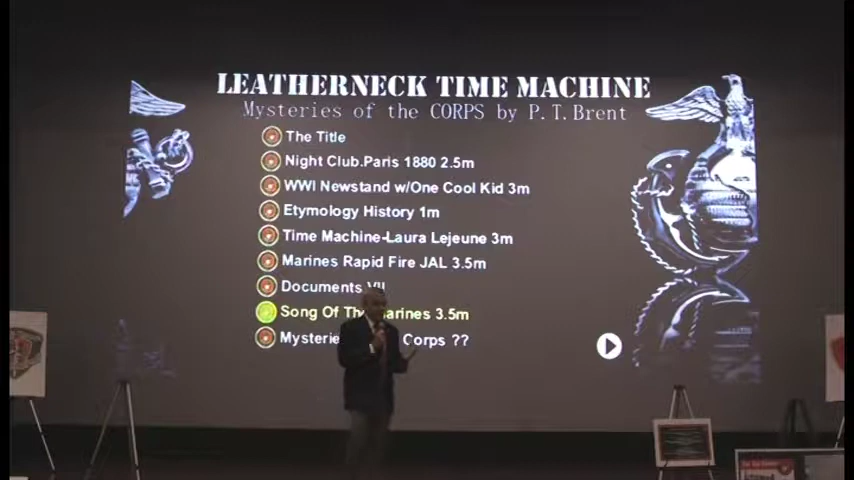 LEATHERNECK TIME MACHINE
Mysteries of the CORPS by P.T.Brent
The Title
Night Club.Paris 1880 2.5m
WWI Newstand w/One Cool Kid 3m
Etymology History 1m
Time Machine-Laura Lejeune 3m
Marines Rapid Fire JAL 3.5m
Documents
Song Of 3.5m
Corps ??